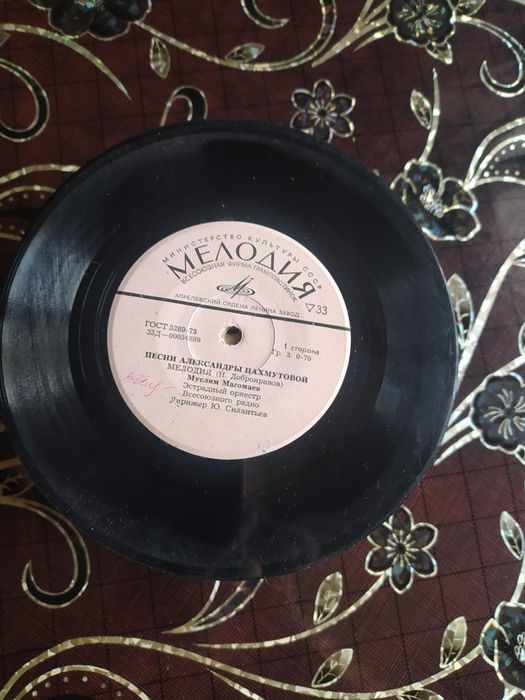 МИНИСТЕРСТВО КУЛЬТУРЫ СССР
МЕЛОДИЯ
ВСЕСОЮЗНАЯ ФИРМА ГРАМПЛАСТИНОК
АПРЕЛЕВСКИЙ ОРДЕНА ЛЕНИНА ЗАВОД
▽33
ГОСТ 5289-73
33Д—00034889
1 сторона
Гр. 3. 0-70
ПЕСНИ АЛЕКСАНДРЫ ПАХМУТОВОЙ
МЕЛОДИЯ (Н. Добронравов)
Муслим Магомаев
Эстрадный оркестр
Всесоюзного радио
Дирижер Ю. Силантьев